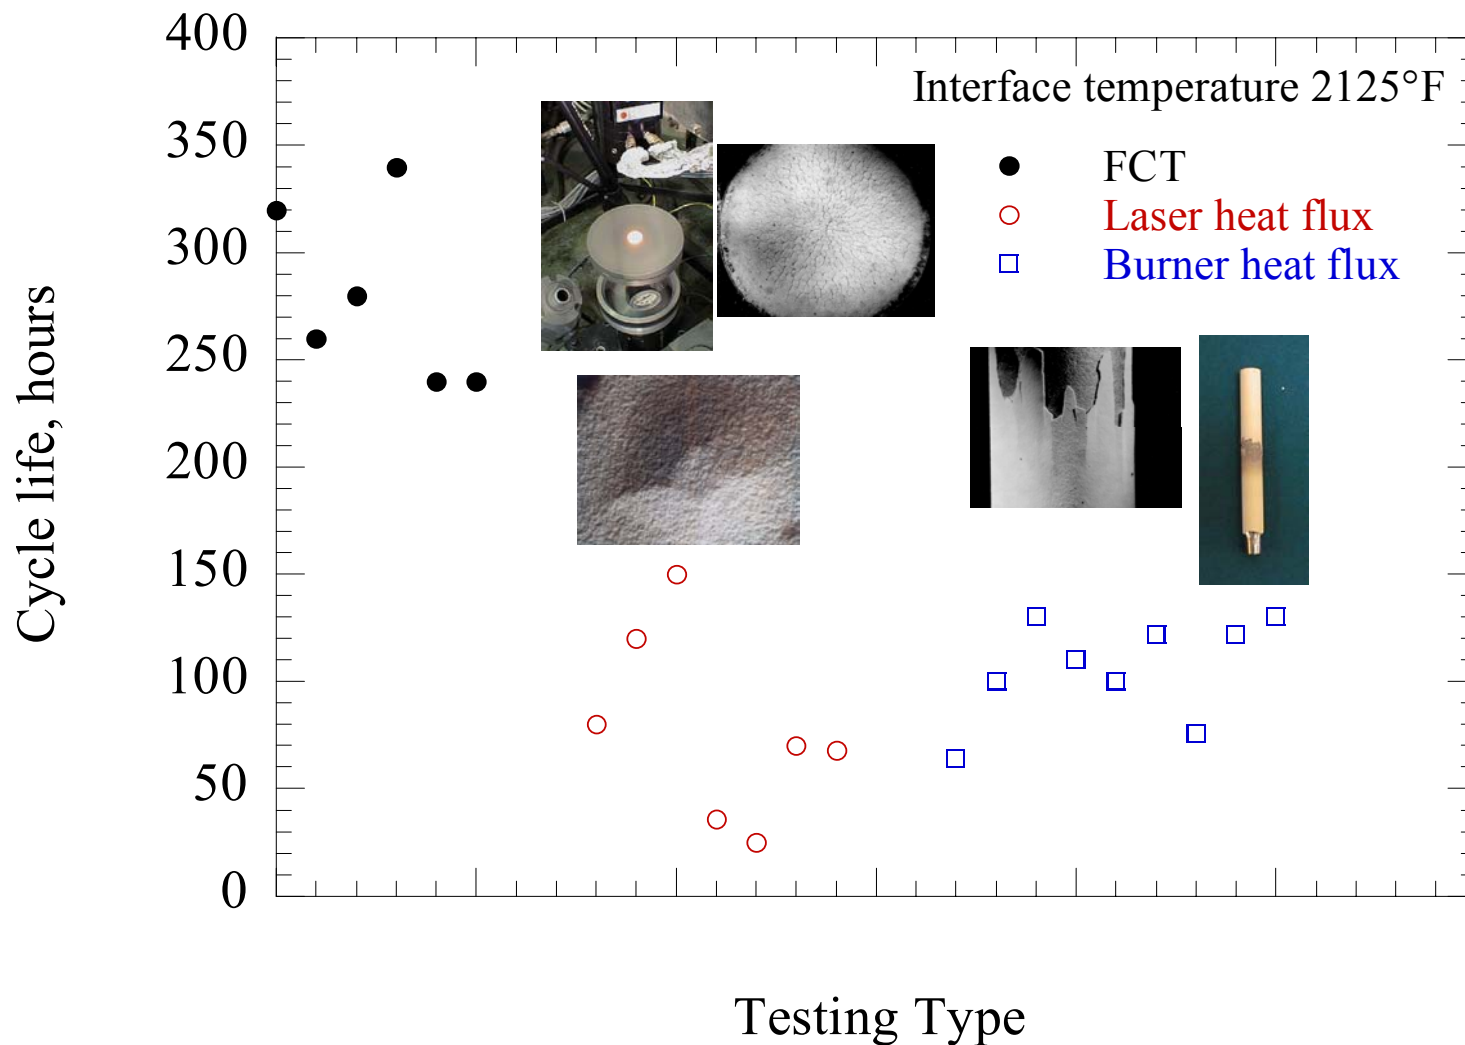 400
350
300
250
200
150
100
50
0
Cycle life, hours
Testing Type
Interface temperature 2125°F
FCT
Laser heat flux
Burner heat flux